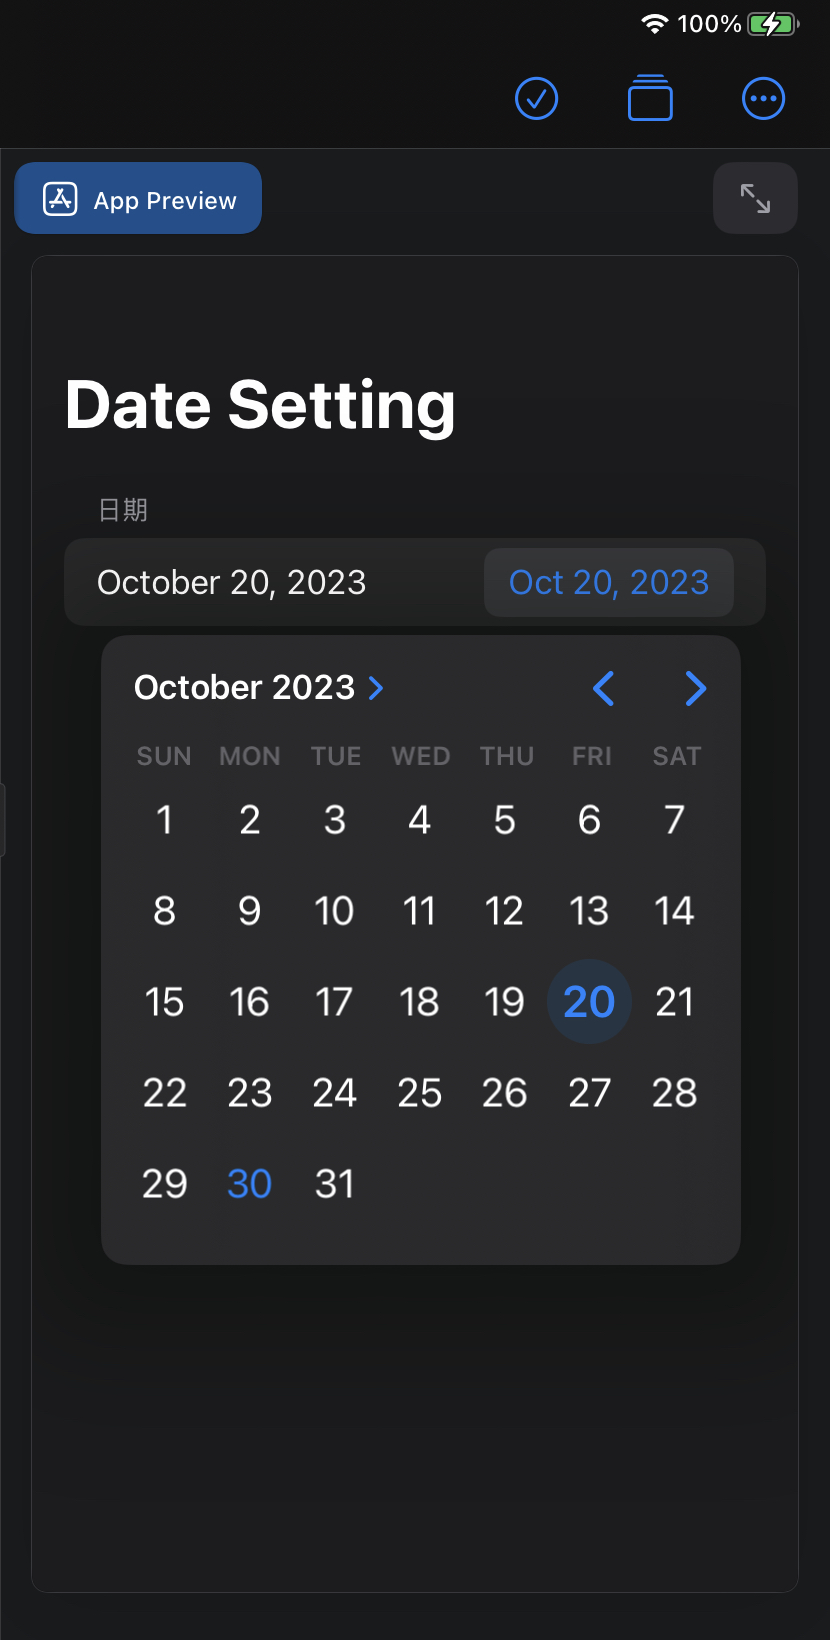 100%
App Preview
Date Setting
日期
October 20, 2023 Oct 20, 2023
October 2023
SUN MON TUE WED THU FRI SAT
1 2 3 4 5 6 7
8 9 10 11 12 13 14
15 16 17 18 19 20 21
22 23 24 25 26 27 28
29 30 31